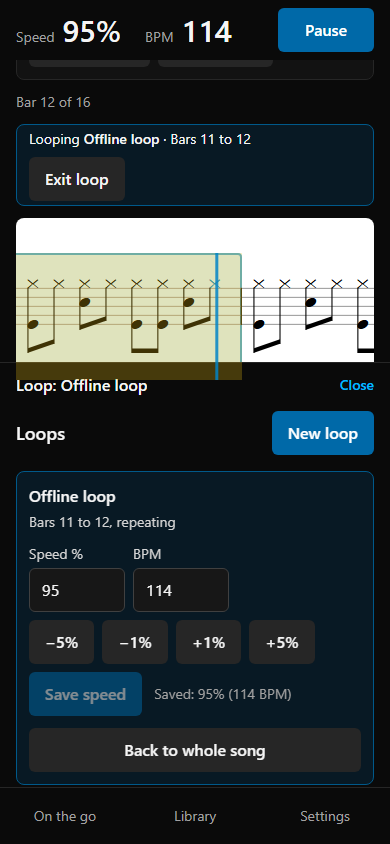 Speed 95% BPM 114 Pause
Bar 12 of 16
Looping Offline loop · Bars 11 to 12
Exit loop
Loop: Offline loop Close
Loops New loop
Offline loop
Bars 11 to 12, repeating
Speed % BPM
95 114
−5% −1% +1% +5%
Save speed Saved: 95% (114 BPM)
Back to whole song
On the go Library Settings